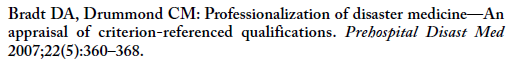 Bradt DA, Drummond CM: Professionalization of disaster medicine—An
appraisal of criterion-referenced qualifications. Prehospital Disast Med
2007;22(5):360–368.